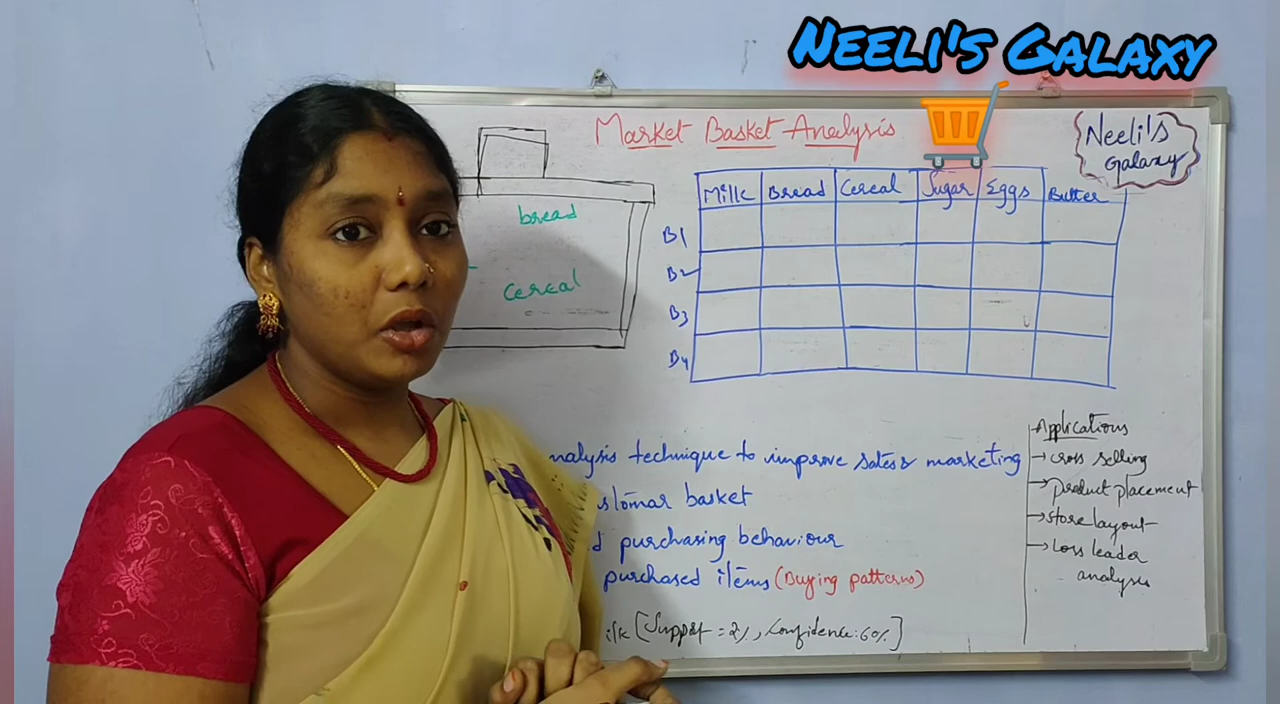 NEELI'S GALAXY
Market Basket Analysis
Neeli's
Galaxy
bread
cereal
Milk Bread Cereal Sugar Eggs Butter
B1
B2
B3
B4
nalysis technique to improve sales & marketing
stomar basket
d purchasing behaviour
purchased items (Buying patterns)
ilk [Support = 2%, Confidence: 60%]
Applications
→ cross selling
→ product placement
→ store layout
→ Loss leader
analysis